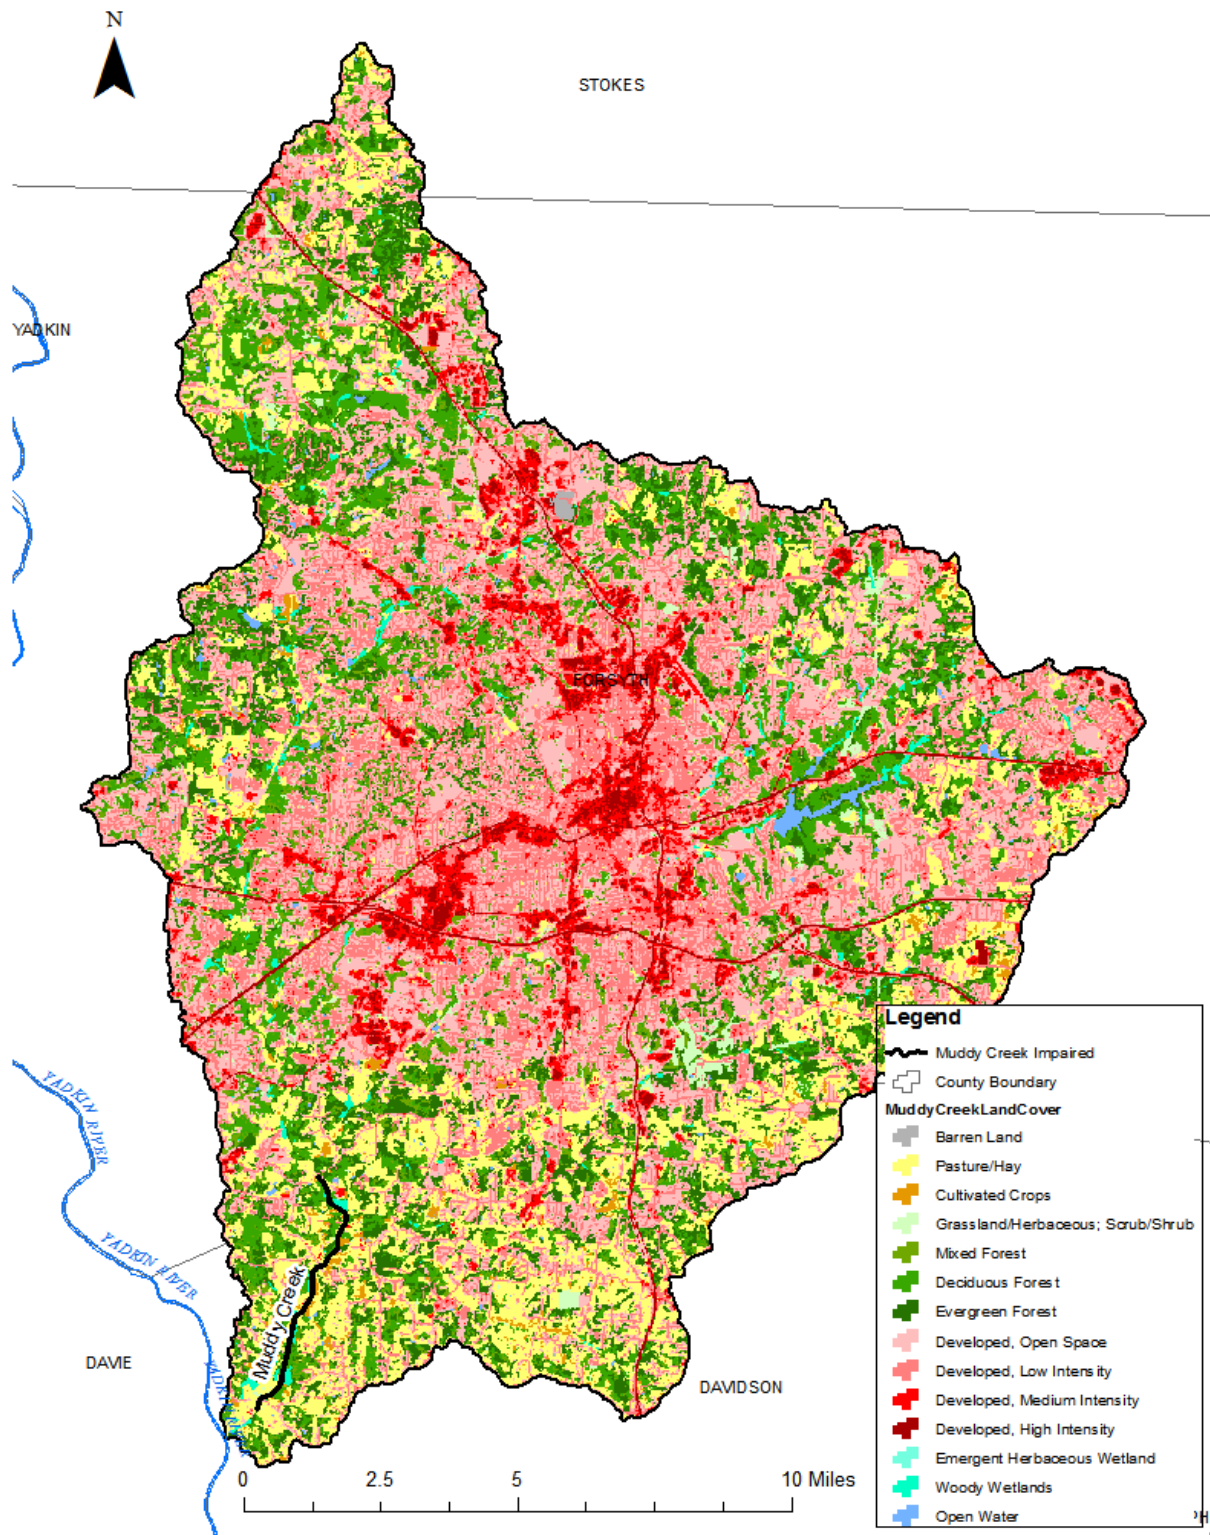 N
STOKES
YADKIN
FORSYTH
YADKIN RIVER
YADKIN RIVER
Muddy Creek
DAVIE
DAVIDSON
0 2.5 5 10 Miles
Legend
Muddy Creek Impaired
County Boundary
MuddyCreekLandCover
Barren Land
Pasture/Hay
Cultivated Crops
Grassland/Herbaceous; Scrub/Shrub
Mixed Forest
Deciduous Forest
Evergreen Forest
Developed, Open Space
Developed, Low Intensity
Developed, Medium Intensity
Developed, High Intensity
Emergent Herbaceous Wetland
Woody Wetlands
Open Water